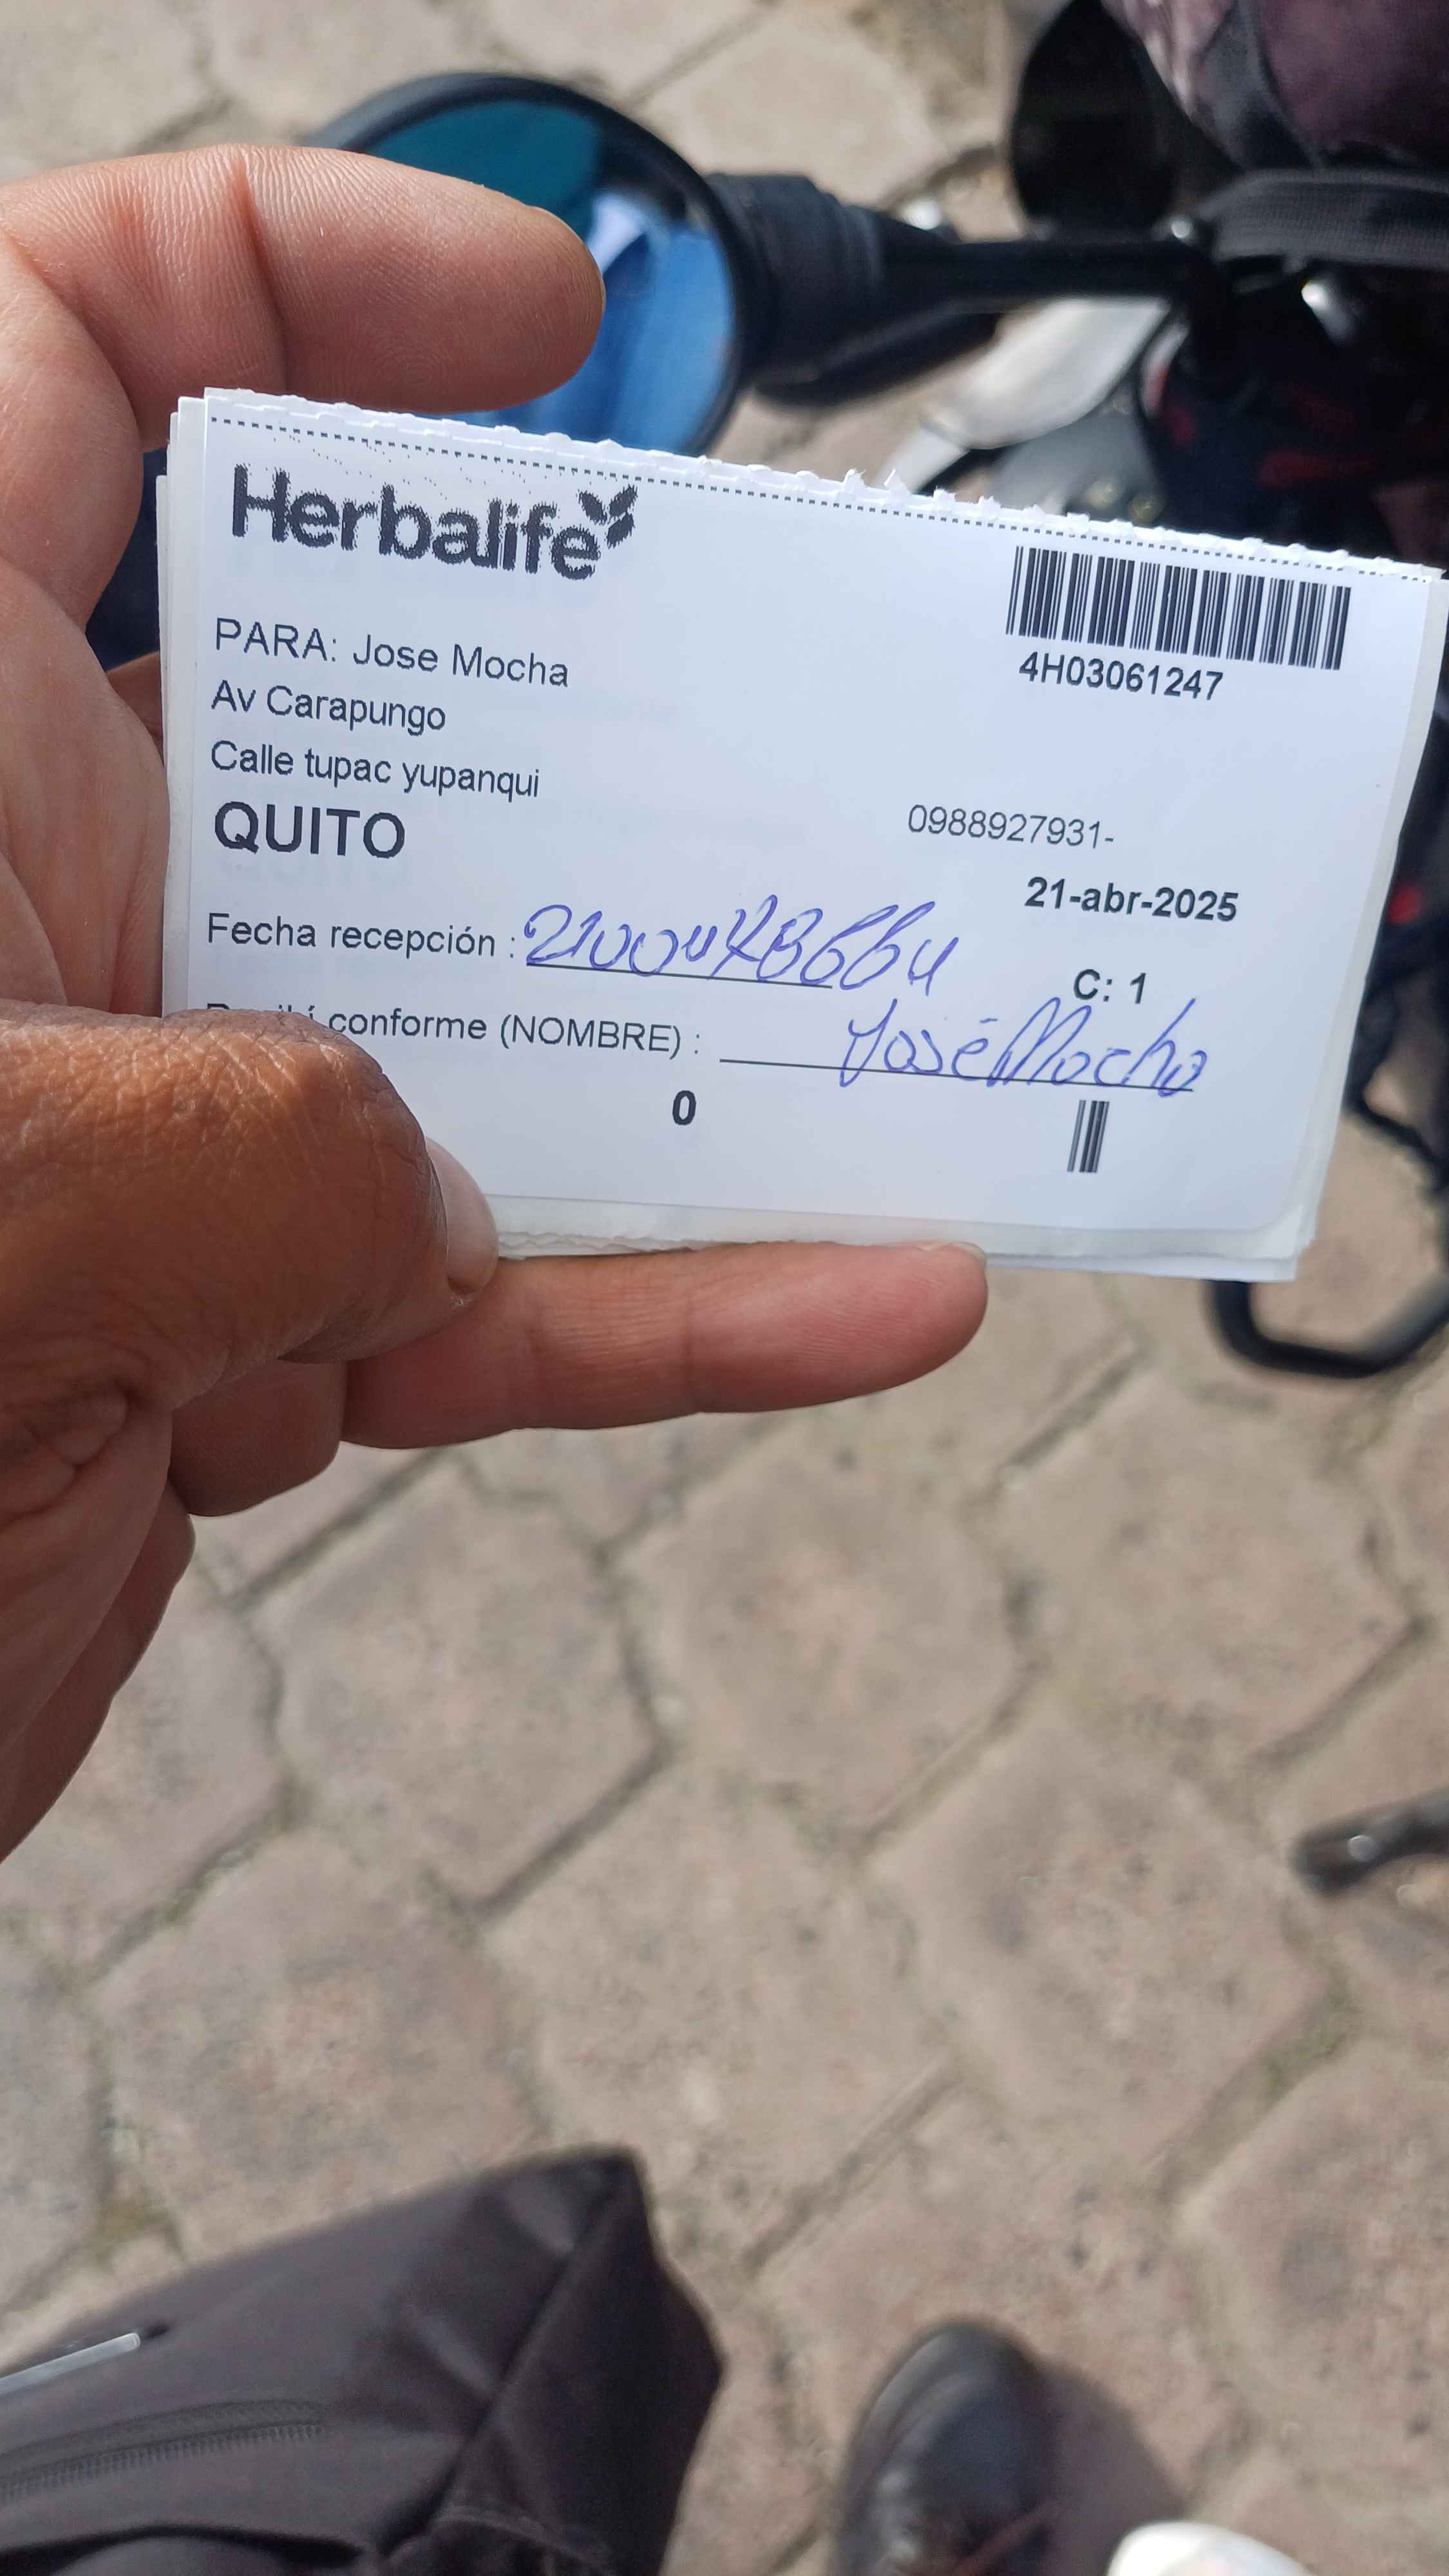 Herbalife
4H03061247
PARA: Jose Mocha
Av Carapungo
Calle tupac yupanqui
QUITO
0988927931-
21-abr-2025
Fecha recepción :
C: 1
conforme (NOMBRE) : José Mocha
0